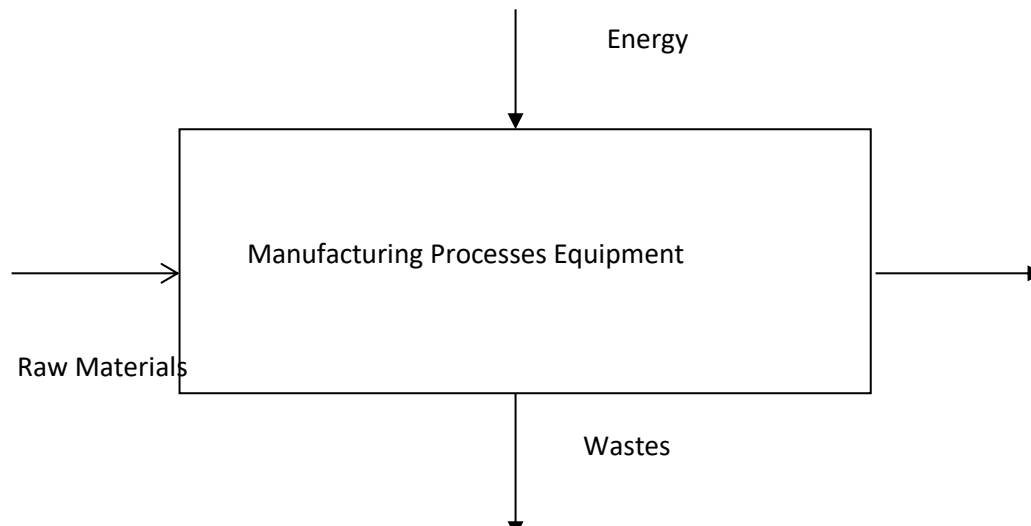 Energy
Manufacturing Processes Equipment
Raw Materials
Wastes